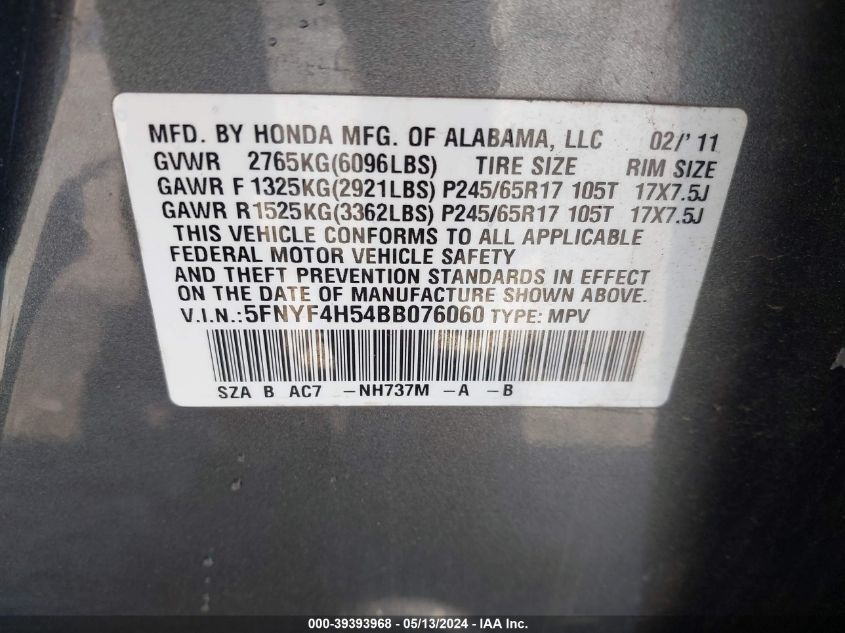 MFD. BY HONDA MFG. OF ALABAMA, LLC 02/'11
GVWR 2765KG(6096LBS) TIRE SIZE RIM SIZE
GAWR F 1325KG(2921LBS) P245/65R17 105T 17X7.5J
GAWR R1525KG(3362LBS) P245/65R17 105T 17X7.5J
THIS VEHICLE CONFORMS TO ALL APPLICABLE
FEDERAL MOTOR VEHICLE SAFETY
AND THEFT PREVENTION STANDARDS IN EFFECT
ON THE DATE OF MANUFACTURE SHOWN ABOVE.
V.I.N.:5FNYF4H54BB076060 TYPE: MPV
SZA B AC7 –NH737M –A –B
000-39393968 - 05/13/2024 - IAA Inc.